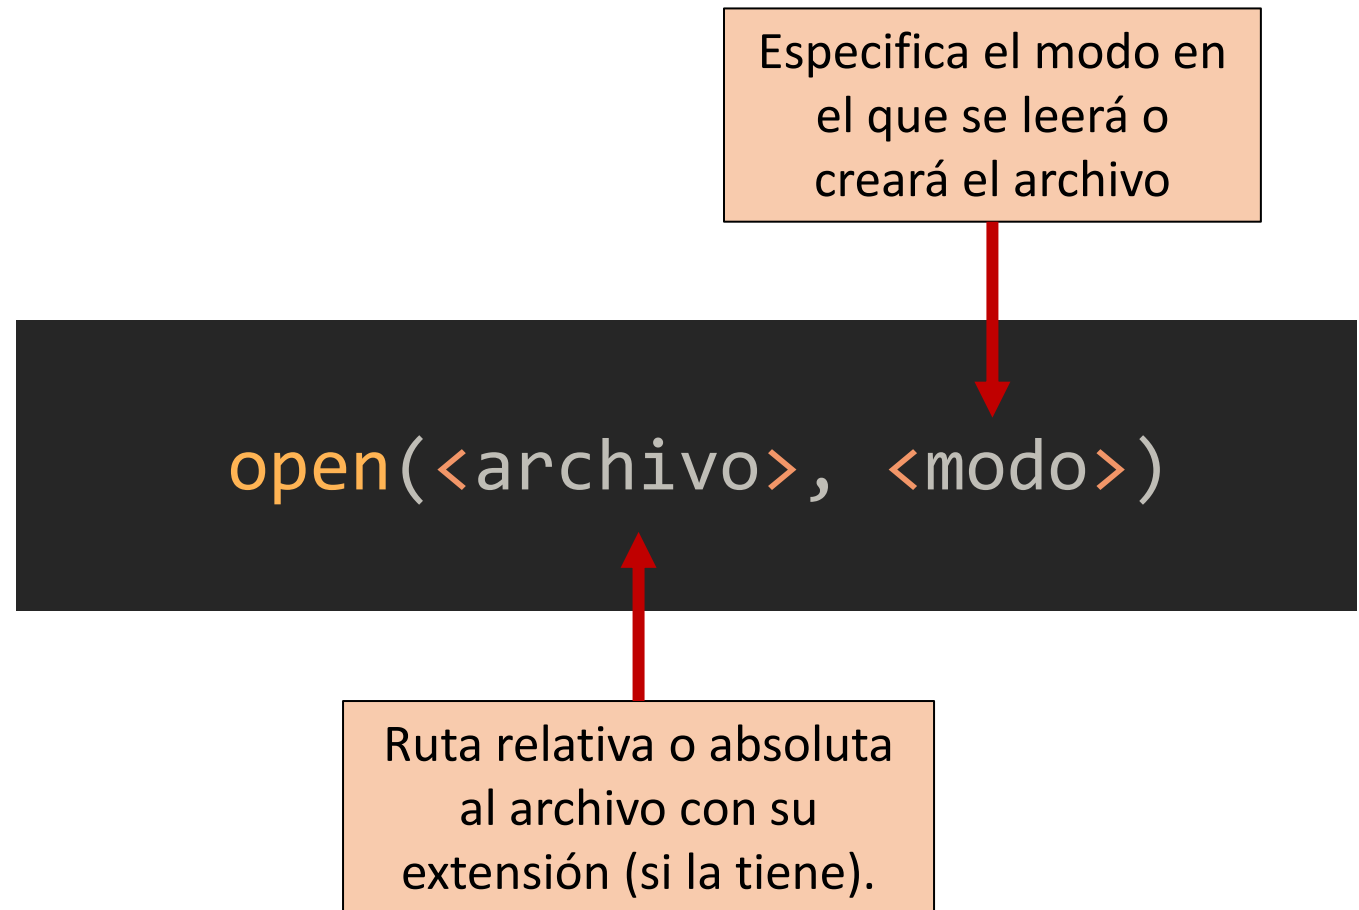 Especifica el modo en
el que se leerá o
creará el archivo
open(<archivo>, <modo>)
Ruta relativa o absoluta
al archivo con su
extensión (si la tiene).